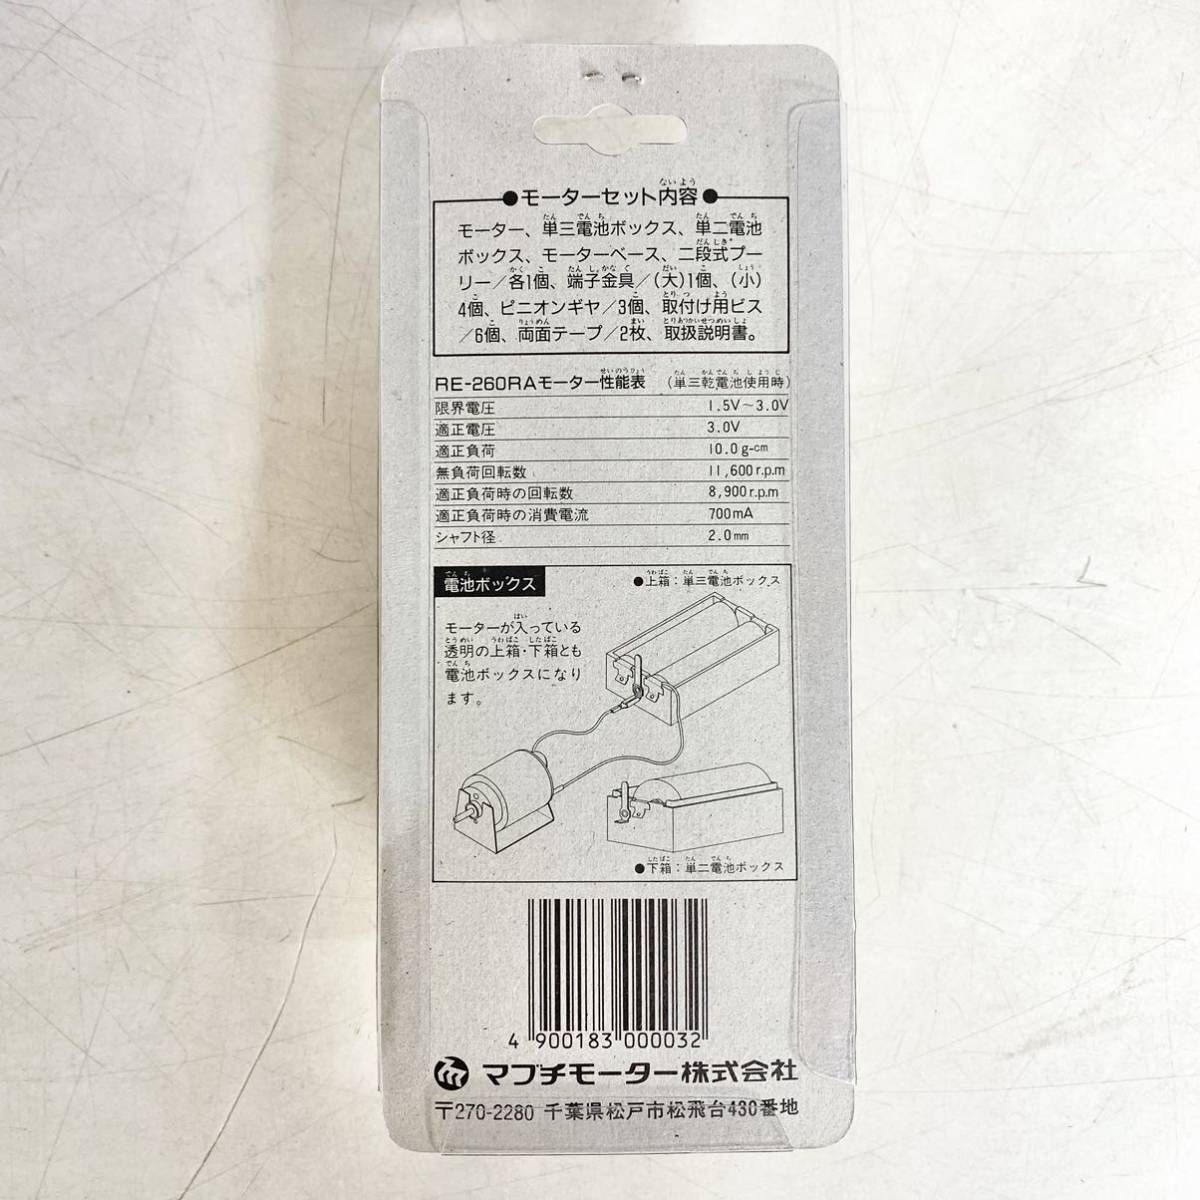 ●モーターセット内容●
モーター、単三電池ボックス、単二電池
ボックス、モーターベース、二段式プー
リー/各1個、端子金具/(大)1個、(小)
4個、ピニオンギヤ/3個、取付け用ビス
/6個、両面テープ/2枚、取扱説明書。
RE-260RAモーター性能表 (単三乾電池使用時)
限界電圧 1.5V~3.0V
適正電圧 3.0V
適正負荷 10.0g-cm
無負荷回転数 11,600r.p.m
適正負荷時の回転数 8,900r.p.m
適正負荷時の消費電流 700mA
シャフト径 2.0mm
電池ボックス
●上箱:単三電池ボックス
モーターが入っている
透明の上箱・下箱とも
電池ボックスになり
ます。
●下箱:単二電池ボックス
4 900183 000032
マブチモーター株式会社
〒270-2280 千葉県松戸市松飛台430番地